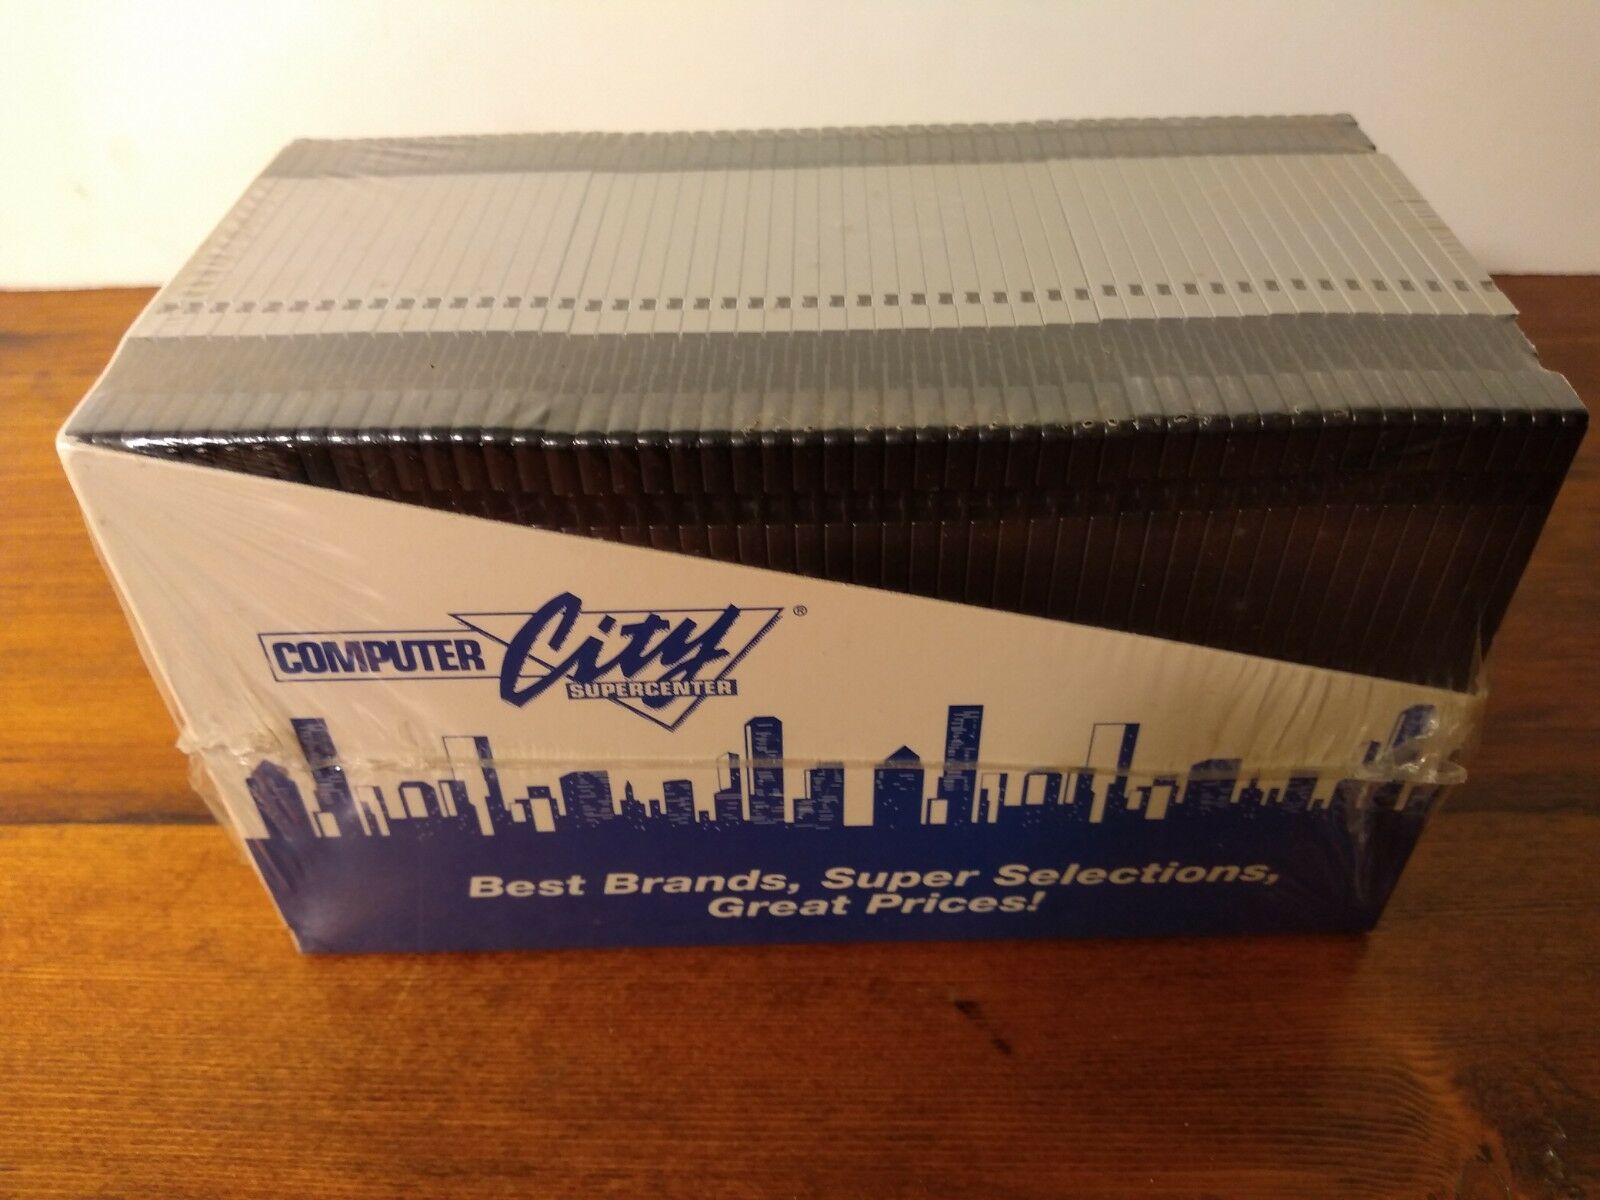 COMPUTER City ®
SUPERCENTER
Best Brands, Super Selections,
Great Prices!